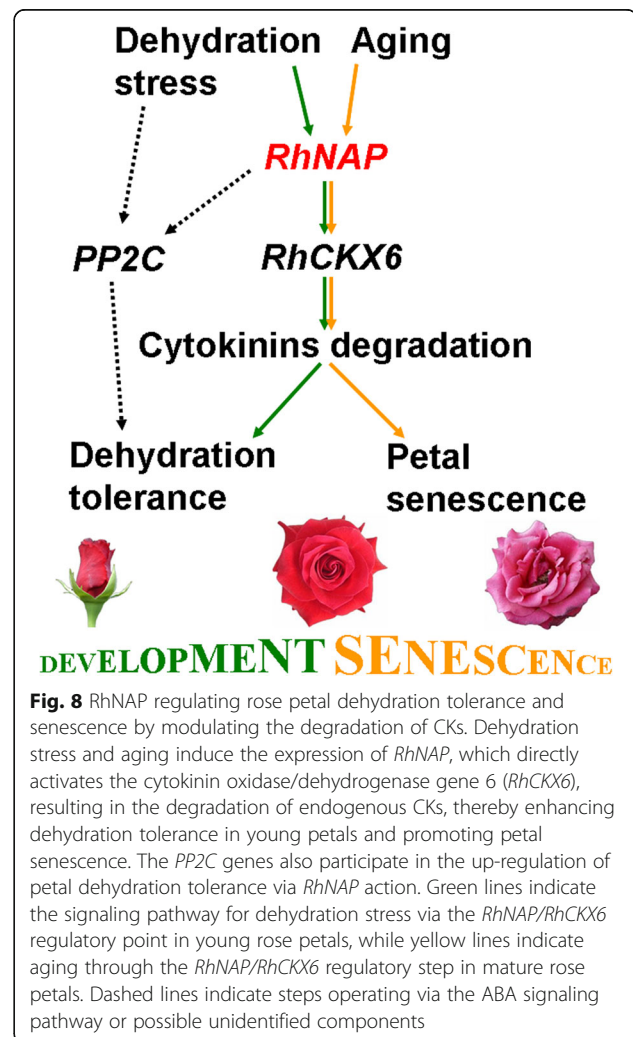 Dehydration Aging
stress
RhNAP
PP2C RhCKX6
Cytokinins degradation
Dehydration Petal
tolerance senescence
DEVELOPMENT SENESCENCE
Fig. 8 RhNAP regulating rose petal dehydration tolerance and
senescence by modulating the degradation of CKs. Dehydration
stress and aging induce the expression of RhNAP, which directly
activates the cytokinin oxidase/dehydrogenase gene 6 (RhCKX6),
resulting in the degradation of endogenous CKs, thereby enhancing
dehydration tolerance in young petals and promoting petal
senescence. The PP2C genes also participate in the up-regulation of
petal dehydration tolerance via RhNAP action. Green lines indicate
the signaling pathway for dehydration stress via the RhNAP/RhCKX6
regulatory point in young rose petals, while yellow lines indicate
aging through the RhNAP/RhCKX6 regulatory step in mature rose
petals. Dashed lines indicate steps operating via the ABA signaling
pathway or possible unidentified components